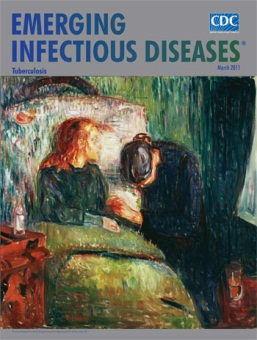 EMERGING
INFECTIOUS DISEASES®
CDC
Tuberculosis
March 2011